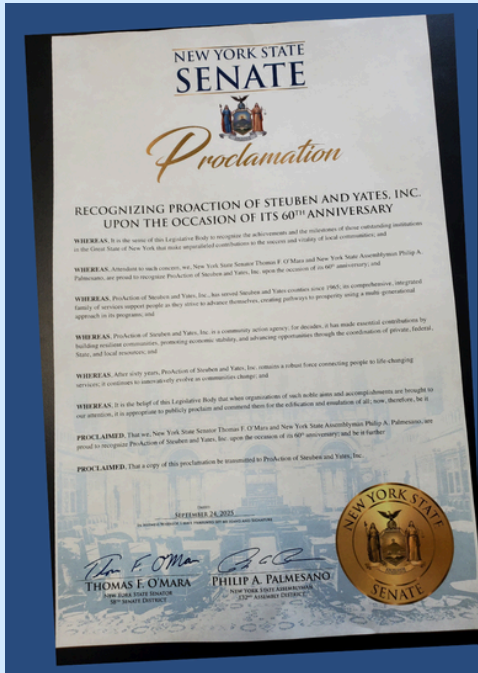 NEW YORK STATE
SENATE
Proclamation
RECOGNIZING PROACTION OF STEUBEN AND YATES, INC.
UPON THE OCCASION OF ITS 60TH ANNIVERSARY
WHEREAS, It is the sense of this Legislative Body to recognize the achievements and the milestones of those outstanding institutions
in the Great State of New York that make unparalleled contributions to the success and vitality of local communities; and
WHEREAS, Attendant to such concern, we, New York State Senator Thomas F. O'Mara and New York State Assemblyman Philip A.
Palmesano, are proud to recognize ProAction of Steuben and Yates, Inc. upon the occasion of its 60th anniversary; and
WHEREAS, ProAction of Steuben and Yates, Inc., has served Steuben and Yates counties since 1965; its comprehensive, integrated
family of services support people as they strive to advance themselves, creating pathways to prosperity using a multi-generational
approach in its programs; and
WHEREAS, ProAction of Steuben and Yates, Inc. is a community action agency; for decades, it has made essential contributions by
building resilient communities, promoting economic stability, and advancing opportunities through the coordination of private, federal,
State, and local resources; and
WHEREAS, After sixty years, ProAction of Steuben and Yates, Inc. remains a robust force connecting people to life-changing
services; it continues to innovatively evolve as communities change; and
WHEREAS, It is the belief of this Legislative Body that when organizations of such noble aims and accomplishments are brought to
our attention, it is appropriate to publicly proclaim and commend them for the edification and emulation of all; now, therefore, be it
PROCLAIMED, That we, New York State Senator Thomas F. O'Mara and New York State Assemblyman Philip A. Palmesano, are
proud to recognize ProAction of Steuben and Yates, Inc. upon the occasion of its 60th anniversary; and be it further
PROCLAIMED, That a copy of this proclamation be transmitted to ProAction of Steuben and Yates, Inc.
SEPTEMBER 24, 2025
Thom F. O'Mara
THOMAS F. O'MARA
NEW YORK STATE SENATOR
58TH SENATE DISTRICT
PHILIP A. PALMESANO
NEW YORK STATE ASSEMBLYMAN
132ND ASSEMBLY DISTRICT
NEW YORK STATE
SENATE